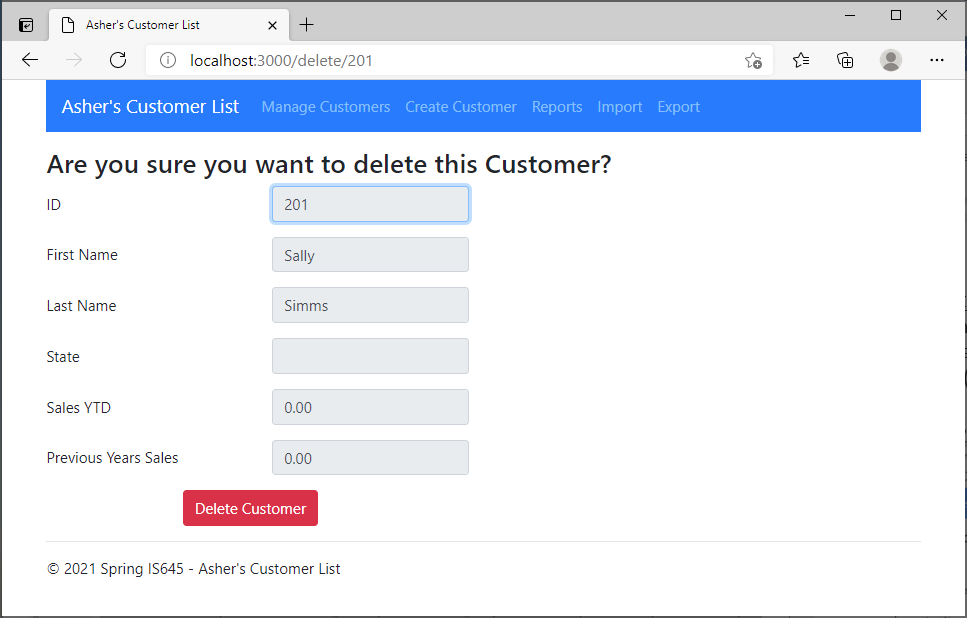 Asher's Customer List
localhost:3000/delete/201
Asher's Customer List Manage Customers Create Customer Reports Import Export
Are you sure you want to delete this Customer?
ID 201
First Name Sally
Last Name Simms
State
Sales YTD 0.00
Previous Years Sales 0.00
Delete Customer
© 2021 Spring IS645 - Asher's Customer List